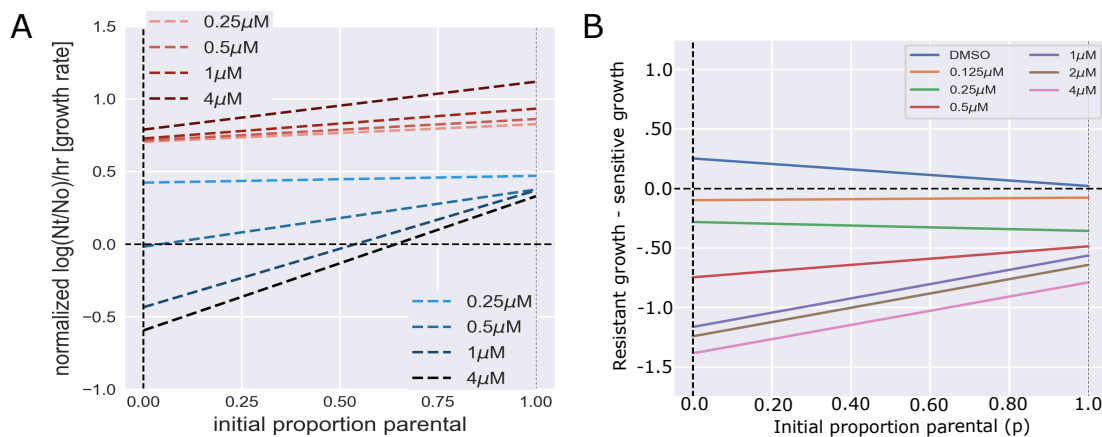 A
1.5
1.0
0.5
0.0
−0.5
−1.0
normalized log(Nt/No)/hr [growth rate]
0.25μM
0.5μM
1μM
4μM
0.25μM
0.5μM
1μM
4μM
0.00
0.25
0.50
0.75
1.00
initial proportion parental
B
1.0
.50
0.0
-.50
-1.0
-1.5
Resistant growth - sensitive growth
DMSO
0.125μM
0.25μM
0.5μM
1μM
2μM
4μM
0.0
0.20
0.40
0.60
0.80
1.0
Initial proportion parental (p)